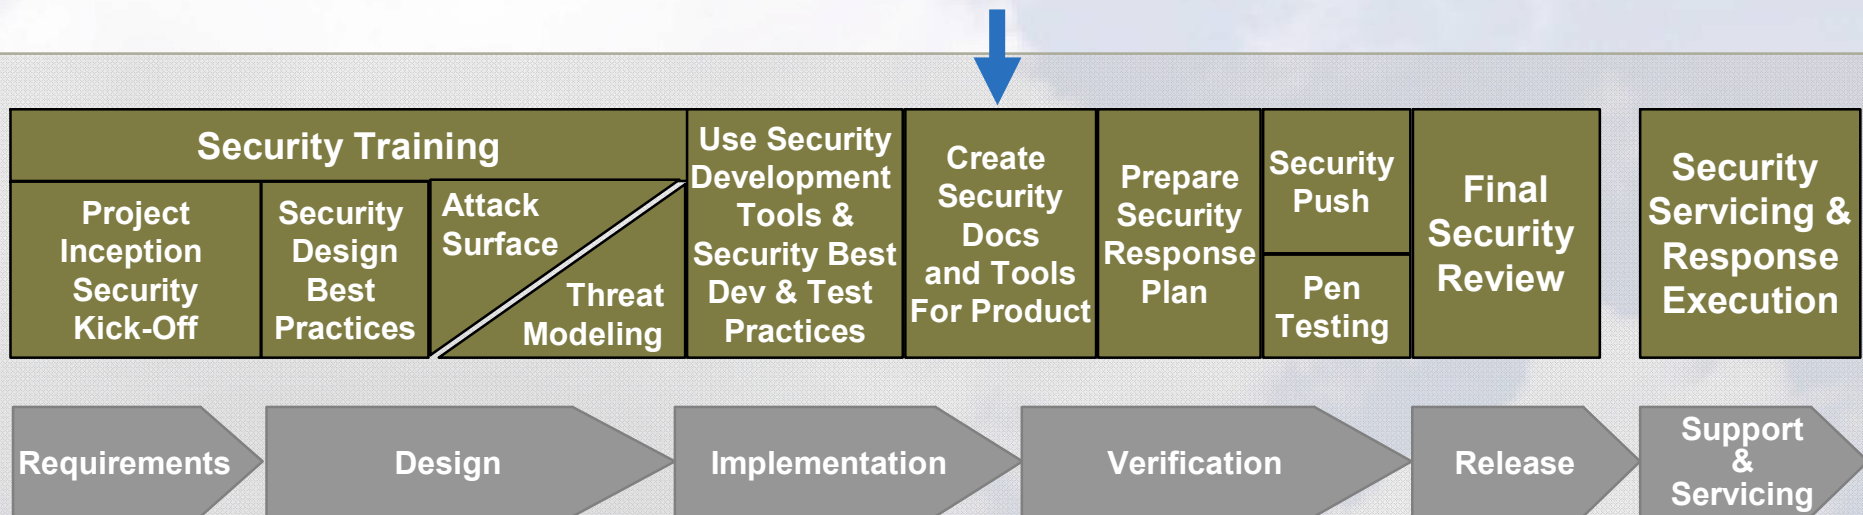 Security Training
Project
Inception
Security
Kick-Off
Security
Design
Best
Practices
Attack
Surface
Threat
Modeling
Use Security
Development
Tools &
Security Best
Dev & Test
Practices
Create
Security
Docs
and Tools
For Product
Prepare
Security
Response
Plan
Security
Push
Pen
Testing
Final
Security
Review
Security
Servicing &
Response
Execution
Requirements
Design
Implementation
Verification
Release
Support
&
Servicing